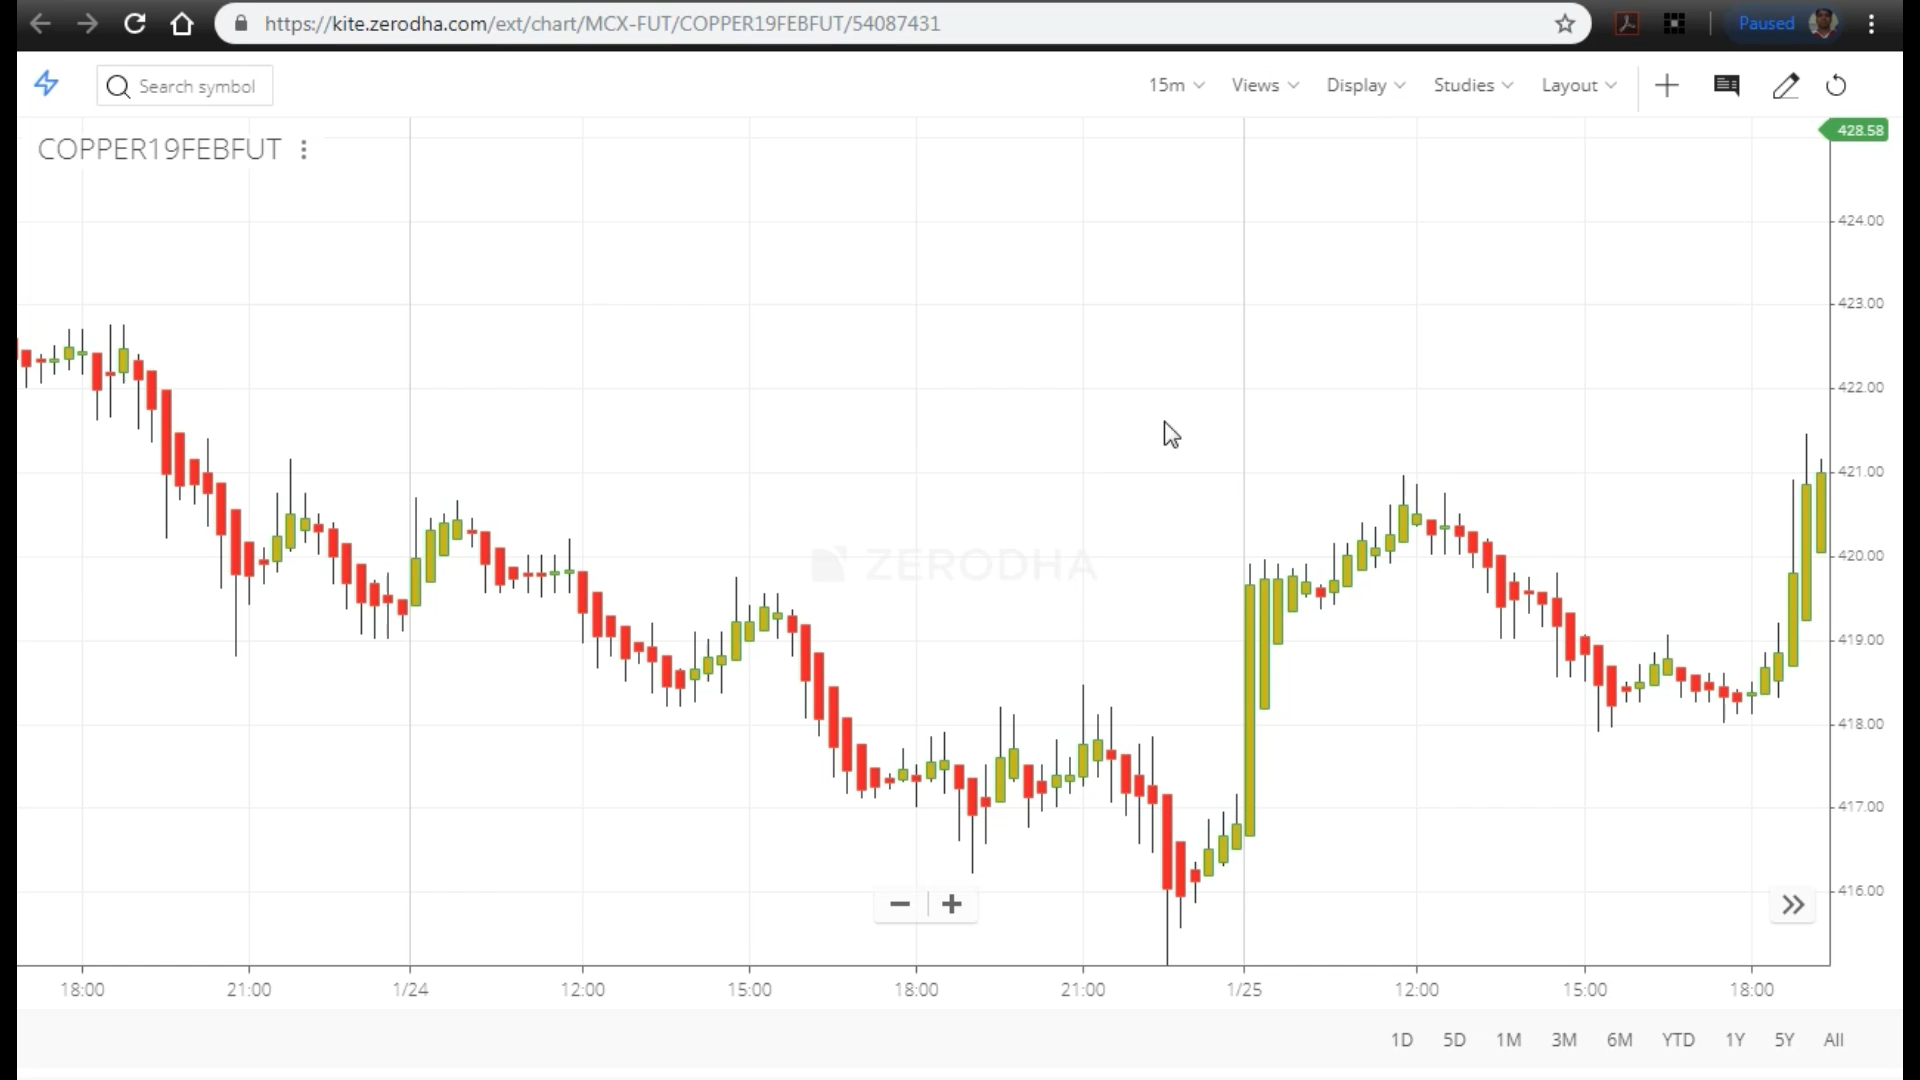 https://kite.zerodha.com/ext/chart/MCX-FUT/COPPER19FEBFUT/54087431
Paused
Search symbol
15m Views Display Studies Layout
COPPER19FEBFUT
428.58
424.00
423.00
422.00
421.00
420.00
419.00
418.00
417.00
416.00
ZERODHA
18:00 21:00 1/24 12:00 15:00 18:00 21:00 1/25 12:00 15:00 18:00
1D 5D 1M 3M 6M YTD 1Y 5Y All